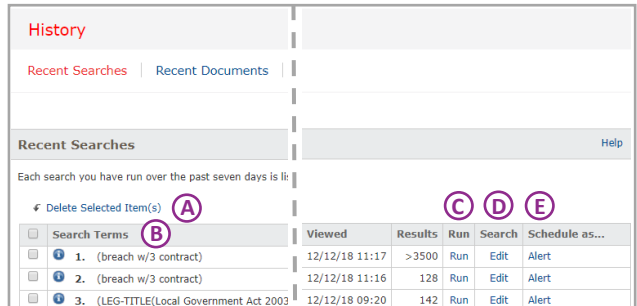 History
Recent Searches Recent Documents
Recent Searches Help
Each search you have run over the past seven days is
Delete Selected Item(s) A C D E
Search Terms B Viewed Results Run Search Schedule as...
1. (breach w/3 contract) 12/12/18 11:17 >3500 Run Edit Alert
2. (breach w/3 contract) 12/12/18 11:16 128 Run Edit Alert
3. (LEG-TITLE(Local Government Act 2003 12/12/18 09:20 142 Run Edit Alert